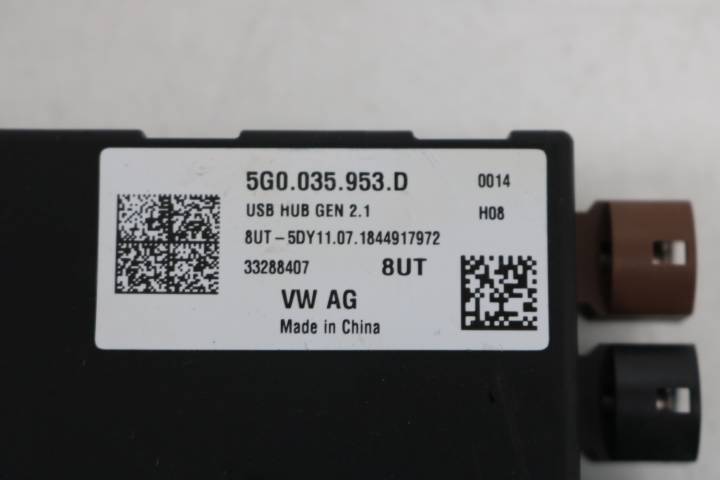 5G0.035.953.D 0014
USB HUB GEN 2.1 H08
8UT-5DY11.07.1844917972
33288407 8UT
VW AG
Made in China